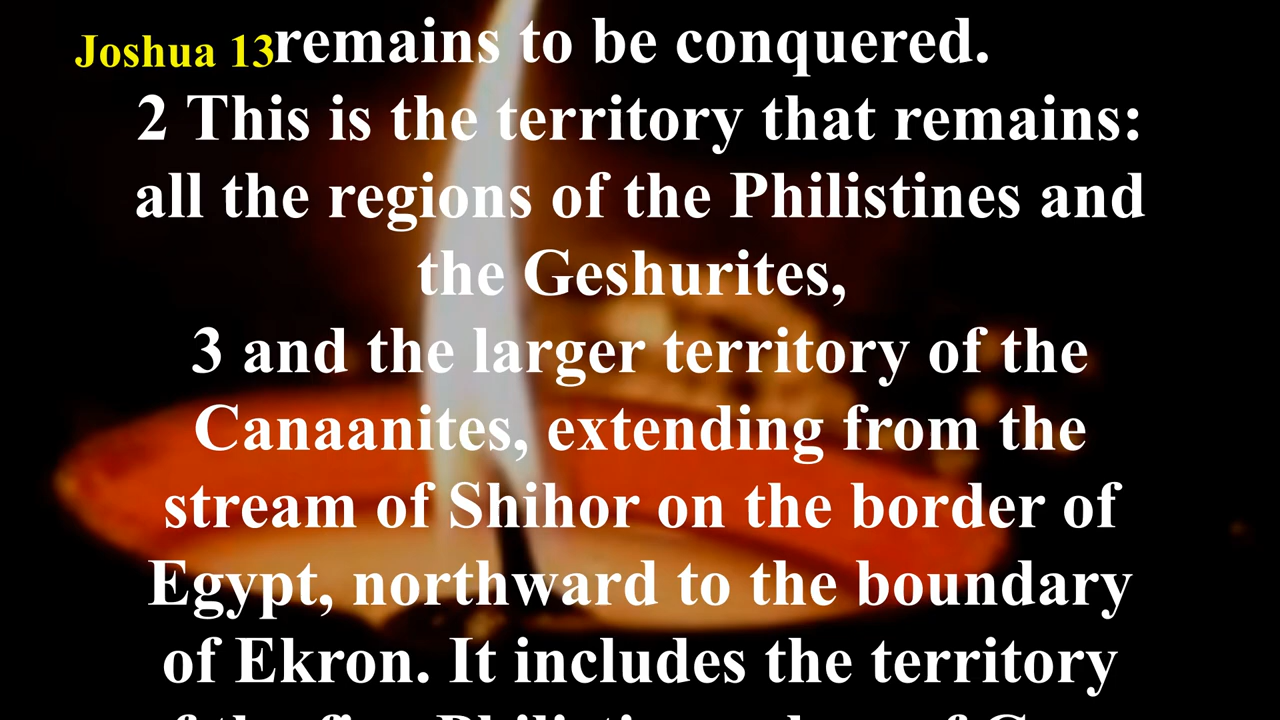 Joshua 13
remains to be conquered.
2 This is the territory that remains:
all the regions of the Philistines and
the Geshurites,
3 and the larger territory of the
Canaanites, extending from the
stream of Shihor on the border of
Egypt, northward to the boundary
of Ekron. It includes the territory